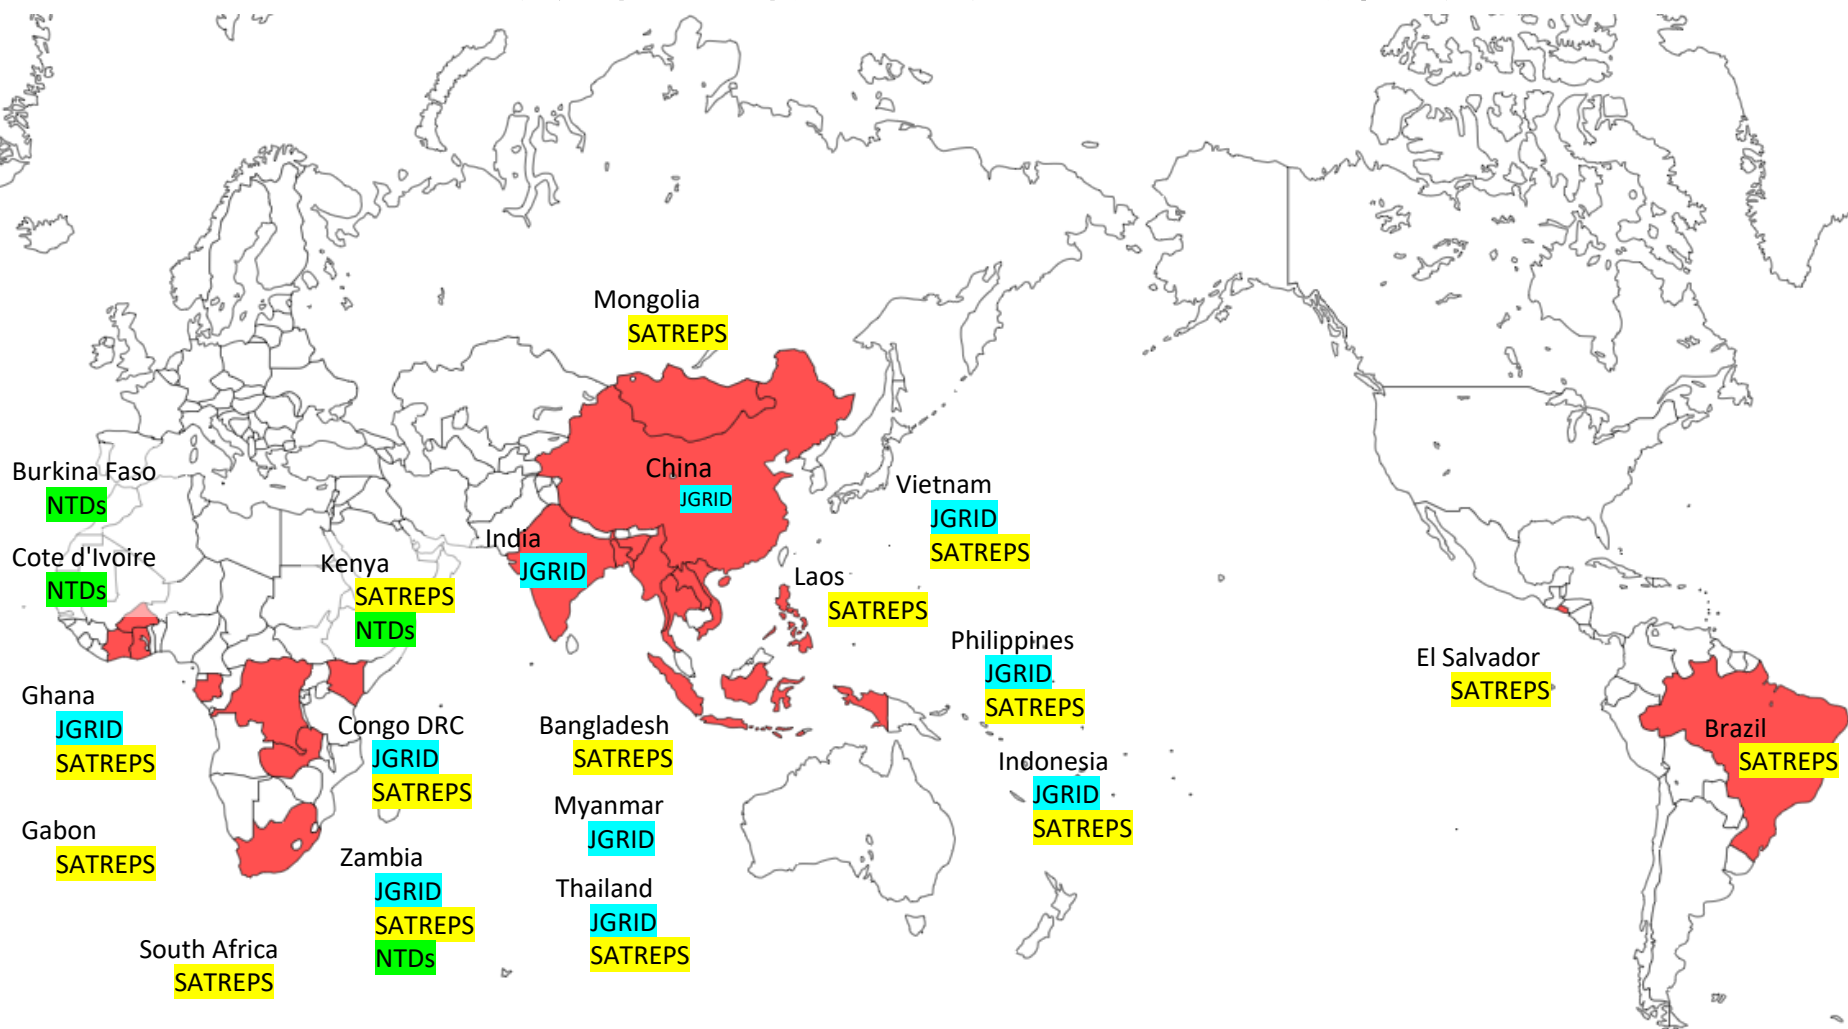 Mongolia
SATREPS
Burkina Faso
NTDs
China
JGRID
Vietnam
JGRID
SATREPS
India
JGRID
Cote d'Ivoire
NTDs
Kenya
SATREPS
NTDs
Laos
SATREPS
Philippines
JGRID
SATREPS
El Salvador
SATREPS
Ghana
JGRID
SATREPS
Congo DRC
JGRID
SATREPS
Bangladesh
SATREPS
Brazil
SATREPS
Indonesia
JGRID
SATREPS
Myanmar
JGRID
Gabon
SATREPS
Zambia
JGRID
SATREPS
NTDs
Thailand
JGRID
SATREPS
South Africa
SATREPS